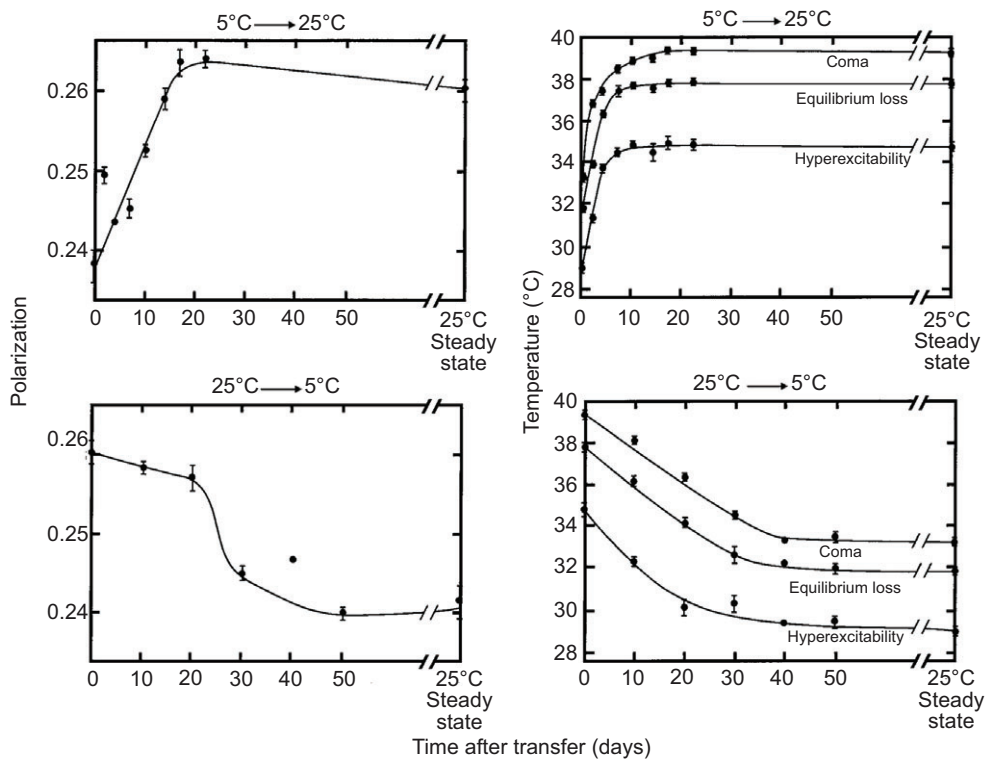 5°C → 25°C
0.26
0.25
0.24
0 10 20 30 40 50 25°C
Steady
state
5°C → 25°C
40
38
36
34
32
30
28
Coma
Equilibrium loss
Hyperexcitability
0 10 20 30 40 50 25°C
Steady
state
Polarization
Temperature (°C)
25°C → 5°C
0.26
0.25
0.24
0 10 20 30 40 50 25°C
Steady
state
25°C → 5°C
40
38
36
34
32
30
28
Coma
Equilibrium loss
Hyperexcitability
0 10 20 30 40 50 25°C
Steady
state
Time after transfer (days)